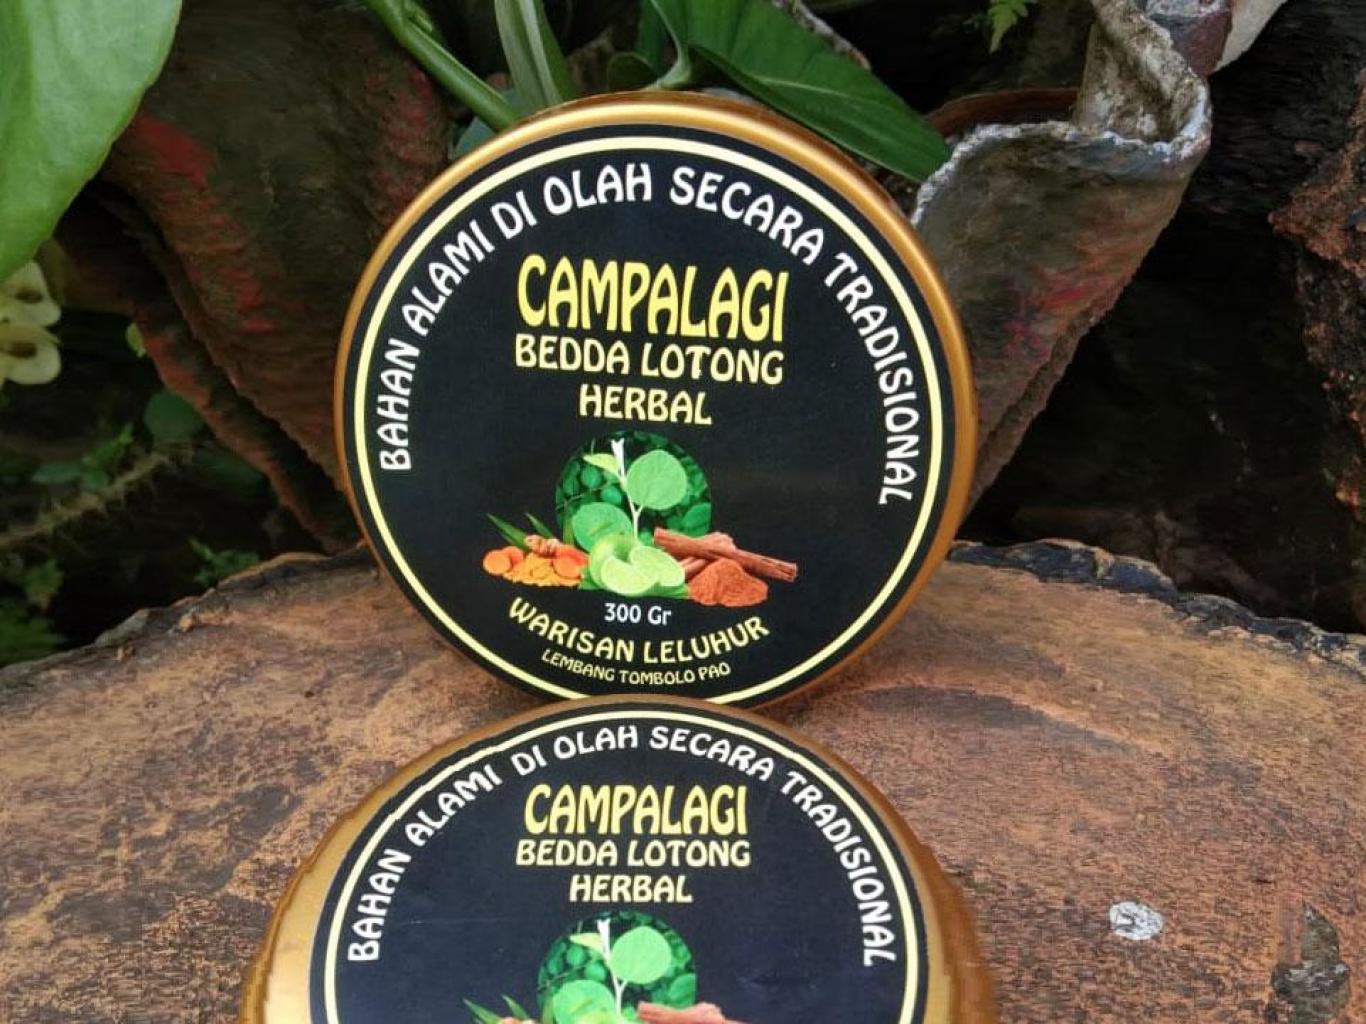 BAHAN ALAMI DI OLAH SECARA TRADISIONAL
CAMPALAGI
BEDDA LOTONG
HERBAL
300 Gr
WARISAN LELUHUR
LEMBANG TOMBOLO PAO
BAHAN ALAMI DI OLAH SECARA TRADISIONAL
CAMPALAGI
BEDDA LOTONG
HERBAL